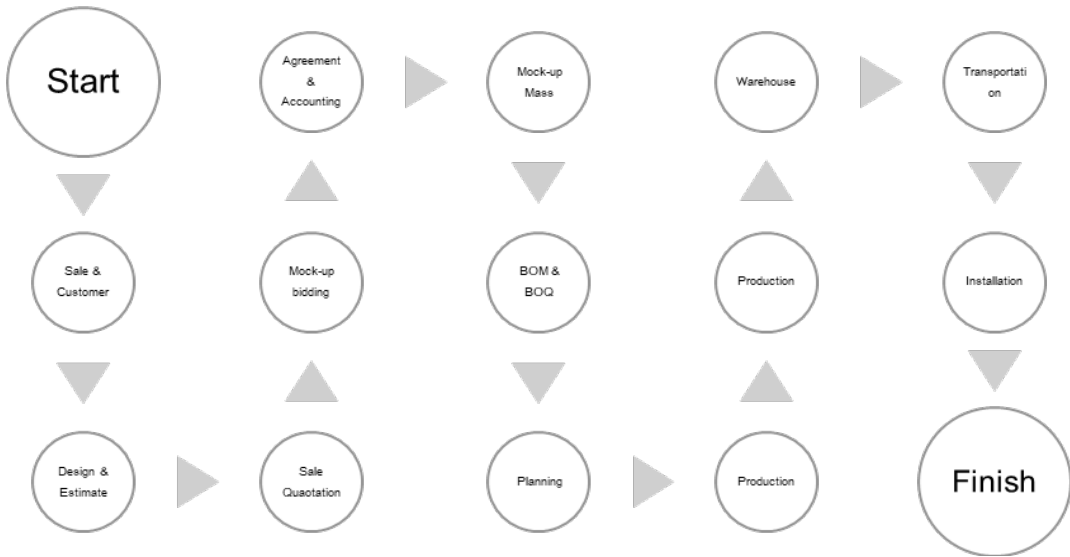 Start
Sale &
Customer
Design &
Estimate
Sale
Quaotation
Mock-up
bidding
Agreement
&
Accounting
Mock-up
Mass
BOM &
BOQ
Planning
Production
Production
Warehouse
Transportati
on
Installation
Finish